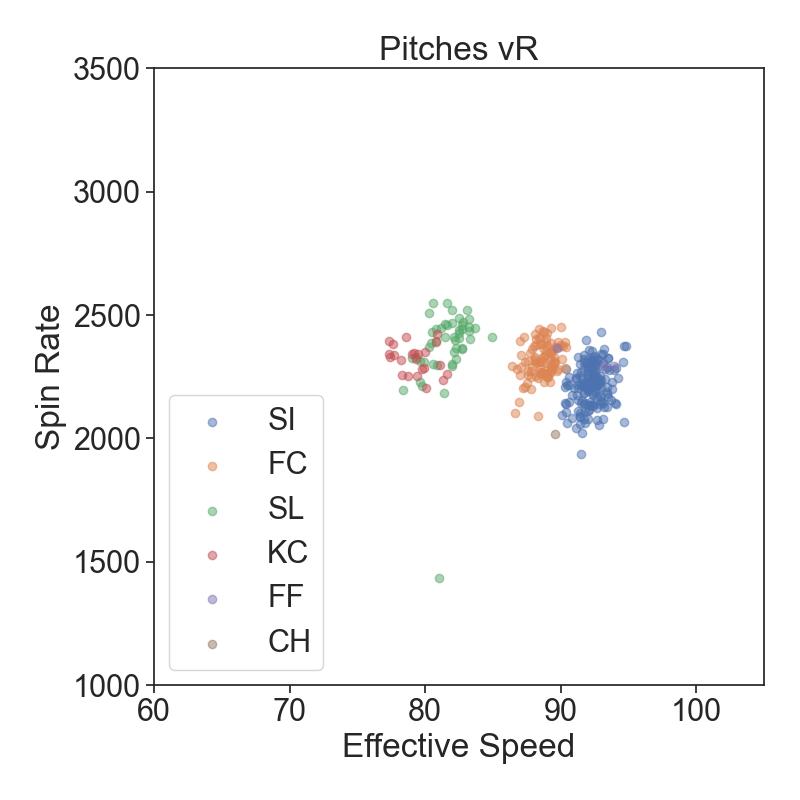 Pitches vR
3500
3000
2500
2000
1500
1000
Spin Rate
SI
FC
SL
KC
FF
CH
60 70 80 90 100
Effective Speed